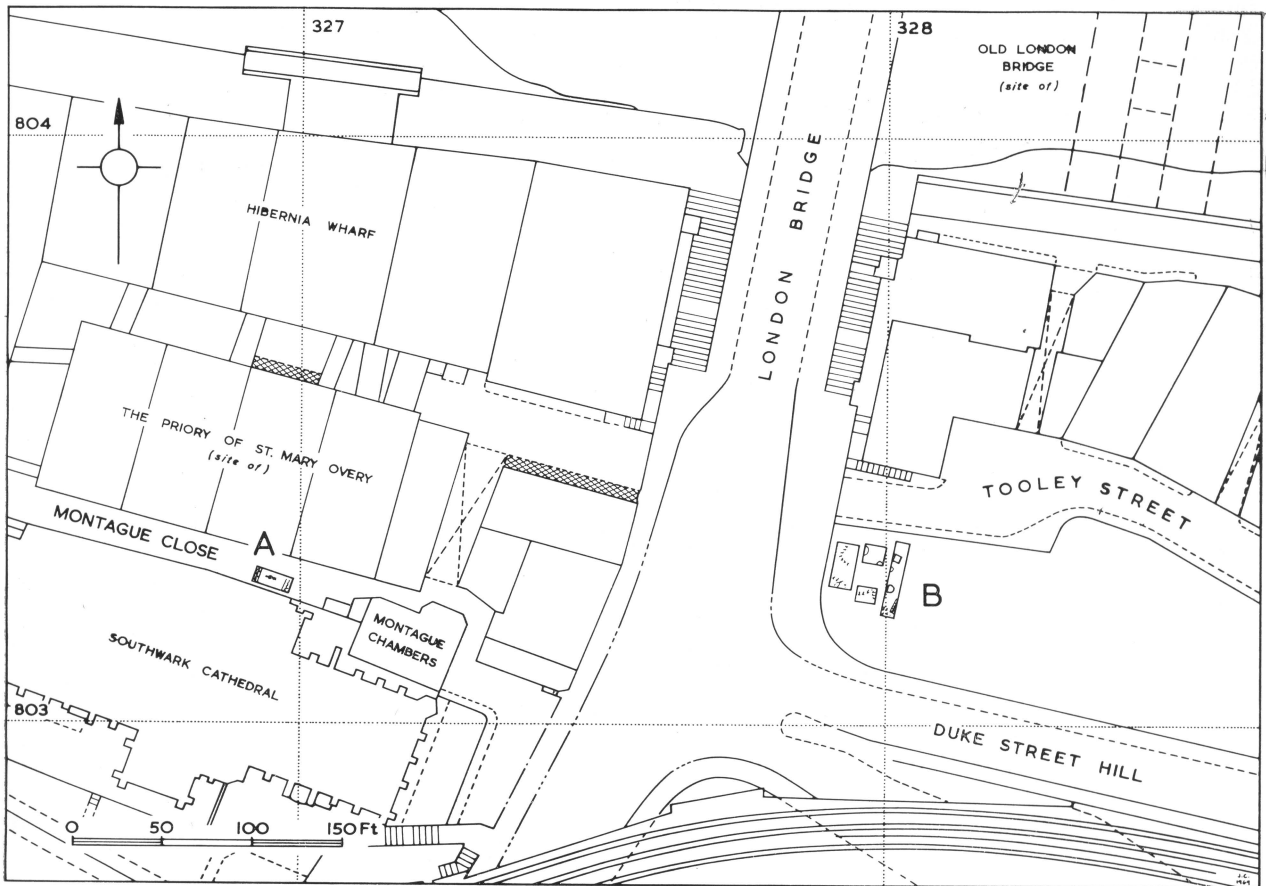 327
328
OLD LONDON
BRIDGE
(site of)
804
HIBERNIA WHARF
LONDON BRIDGE
THE PRIORY OF ST. MARY OVERY
(site of)
TOOLEY STREET
MONTAGUE CLOSE
A
B
MONTAGUE
CHAMBERS
SOUTHWARK CATHEDRAL
803
DUKE STREET HILL
0 50 100 150 Ft
J.C.